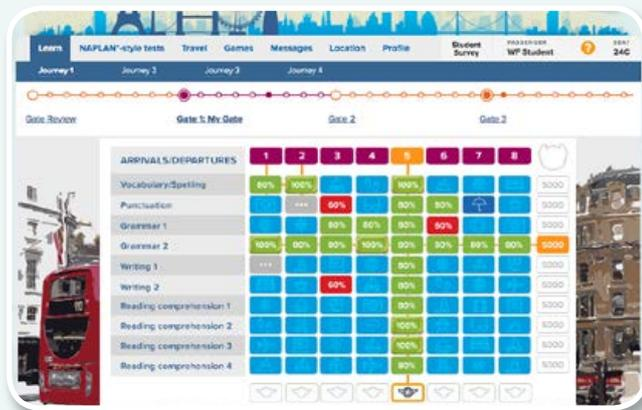 Learn NAPLAN*-style tests Travel Games Messages Location Profile Student Survey PASSENGER WF Student ? SEAT 24C
Journey 1 Journey 2 Journey 3 Journey 4
Gate Review Gate 1: My Gate Gate 2 Gate 3
ARRIVALS/DEPARTURES 1 2 3 4 5 6 7 8
Vocabulary/Spelling 80% 100% 100% 5000
Punctuation 60% 80% 80% 5000
Grammar 1 80% 80% 80% 50% 5000
Grammar 2 100% 80% 80% 100% 80% 80% 80% 80% 5000
Writing 1 80% 5000
Writing 2 60% 80% 5000
Reading comprehension 1 80% 5000
Reading comprehension 2 100% 5000
Reading comprehension 3 100% 5000
Reading comprehension 4 80% 5000